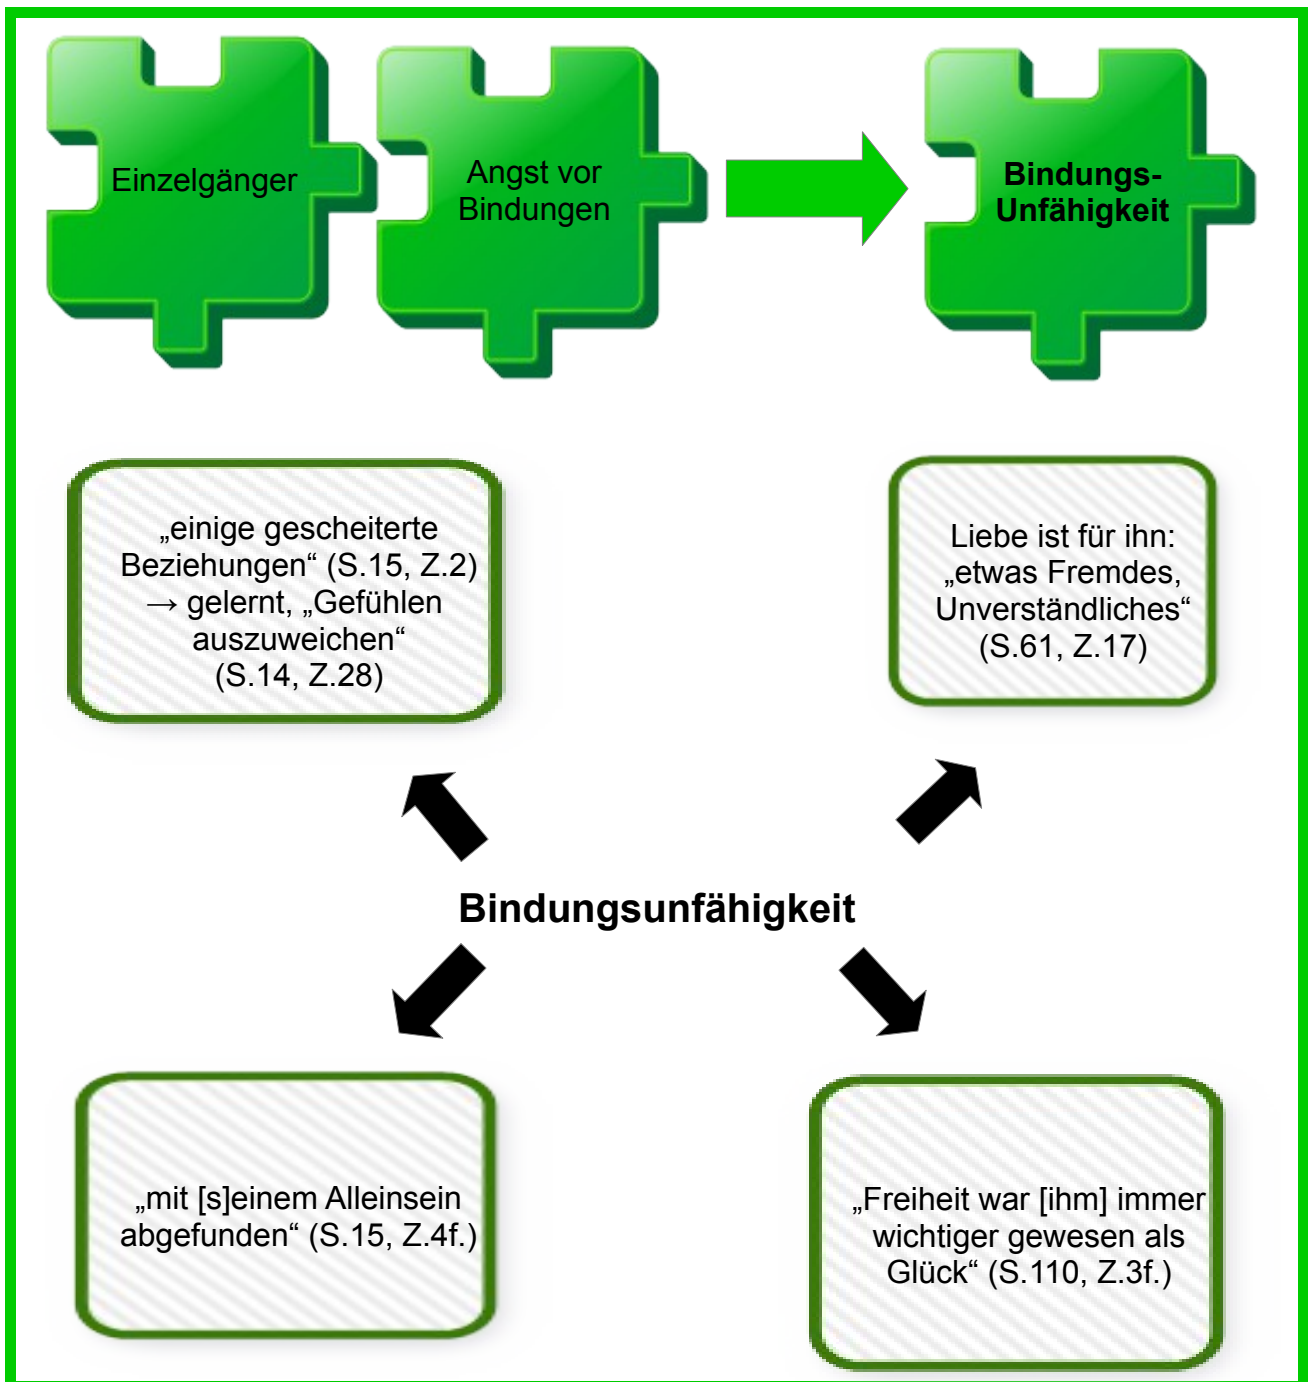 Einzelgänger
Angst vor
Bindungen
Bindungs-
Unfähigkeit
„einige gescheiterte
Beziehungen“ (S.15, Z.2)
→ gelernt, „Gefühlen
auszuweichen“
(S.14, Z.28)
Liebe ist für ihn:
„etwas Fremdes,
Unverständliches“
(S.61, Z.17)
Bindungsunfähigkeit
„mit [s]einem Alleinsein
abgefunden“ (S.15, Z.4f.)
„Freiheit war [ihm] immer
wichtiger gewesen als
Glück“ (S.110, Z.3f.)